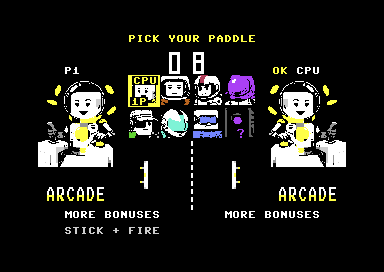 PICK YOUR PADDLE
08
P1
OK CPU
CPU
1P
?
ARCADE
ARCADE
MORE BONUSES
MORE BONUSES
STICK + FIRE